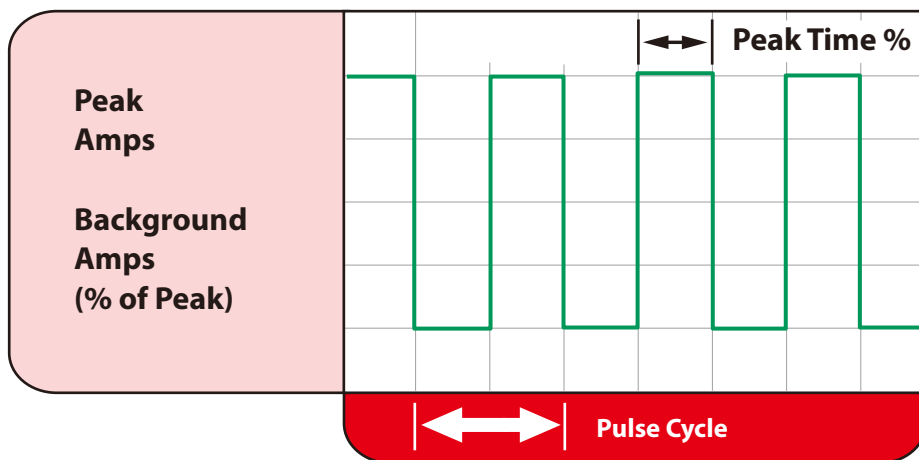 Peak Time %
Peak
Amps
Background
Amps
(% of Peak)
Pulse Cycle